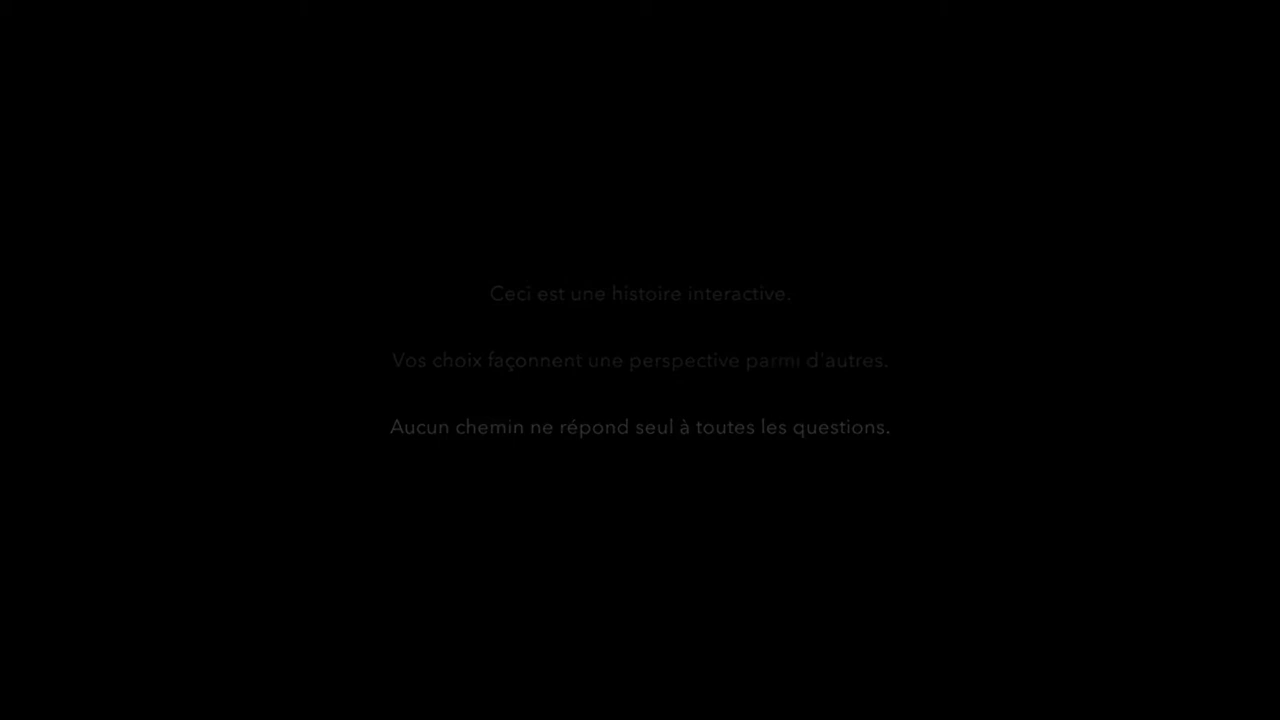 Ceci est une histoire interactive.
Vos choix façonnent une perspective parmi d'autres.
Aucun chemin ne répond seul à toutes les questions.